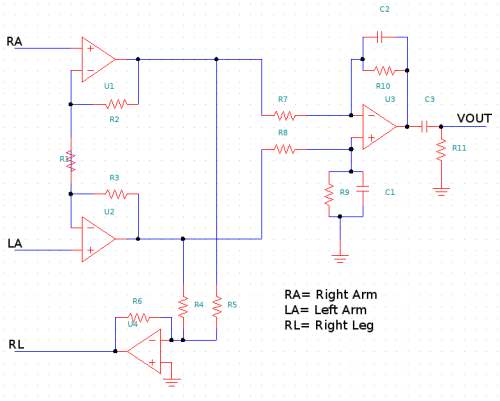 C2
RA
R10
U1
U3
C3
R7
VOUT
R2
R8
R11
R1
R3
R9
C1
U2
LA
RA= Right Arm
LA= Left Arm
RL= Right Leg
R6
R4
R5
U4
RL